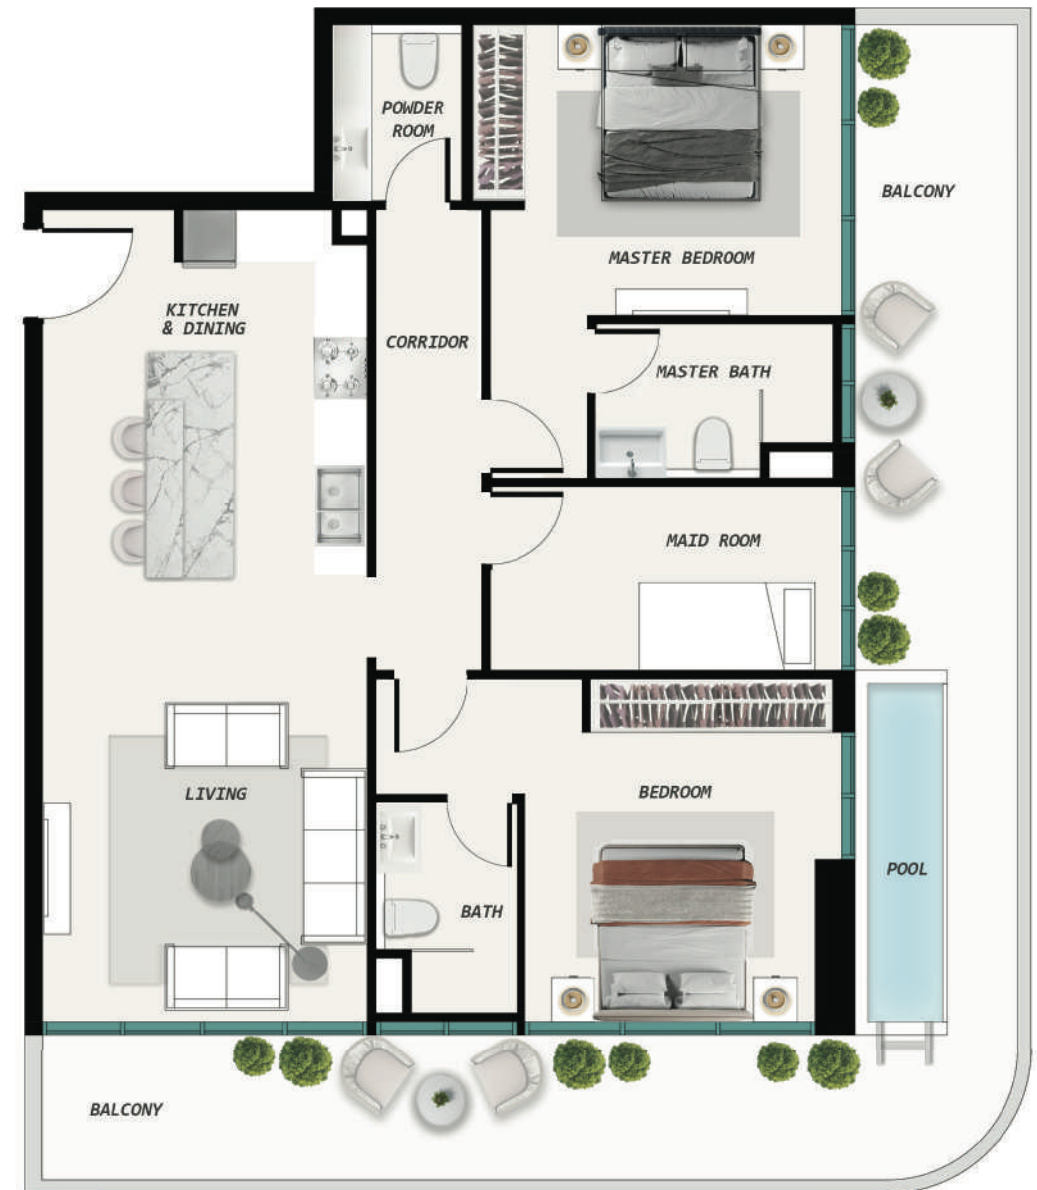 POWDER
ROOM
BALCONY
MASTER BEDROOM
KITCHEN
& DINING
CORRIDOR
MASTER BATH
MAID ROOM
LIVING
BEDROOM
POOL
BATH
BALCONY